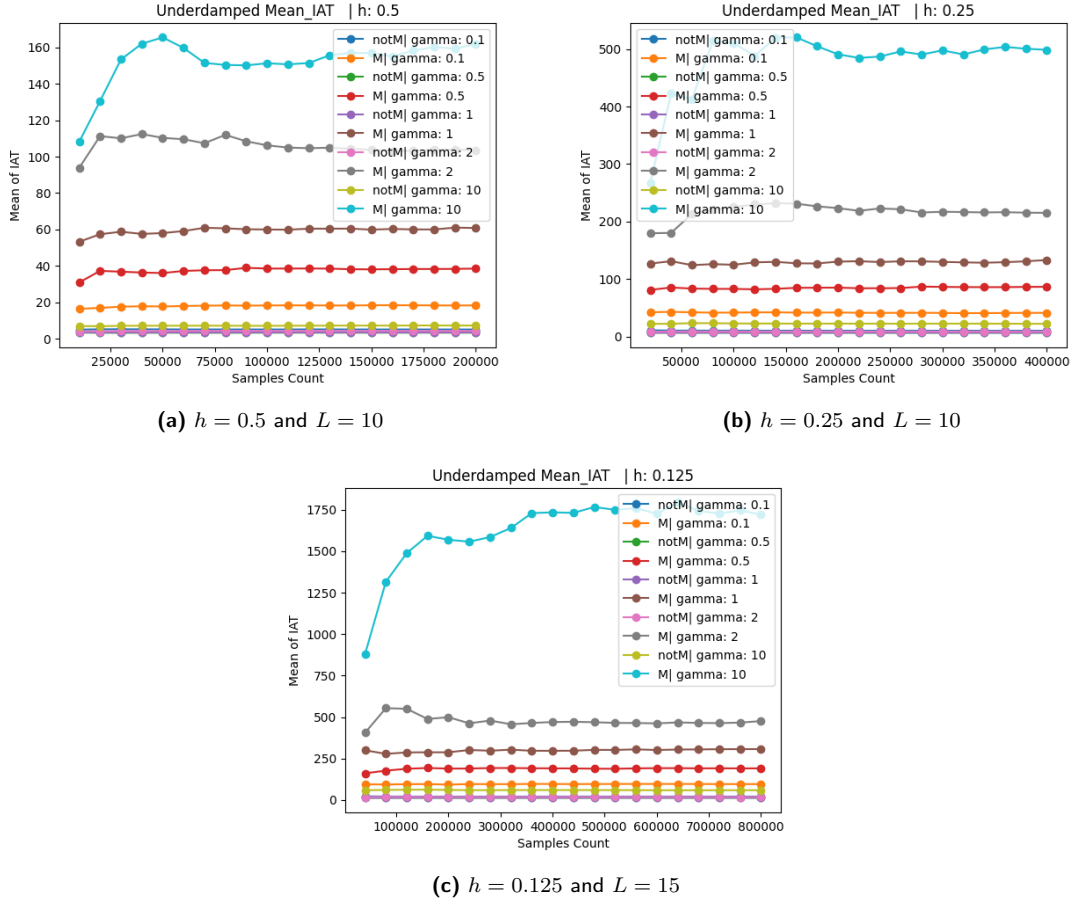 Underdamped Mean_IAT | h: 0.5
Mean of IAT
160
140
120
100
80
60
40
20
0
notM| gamma: 0.1
M| gamma: 0.1
notM| gamma: 0.5
M| gamma: 0.5
notM| gamma: 1
M| gamma: 1
notM| gamma: 2
M| gamma: 2
notM| gamma: 10
M| gamma: 10
25000 50000 75000 100000 125000 150000 175000 200000
Samples Count
(a) h = 0.5 and L = 10
Underdamped Mean_IAT | h: 0.25
Mean of IAT
500
400
300
200
100
0
notM| gamma: 0.1
M| gamma: 0.1
notM| gamma: 0.5
M| gamma: 0.5
notM| gamma: 1
M| gamma: 1
notM| gamma: 2
M| gamma: 2
notM| gamma: 10
M| gamma: 10
50000 100000 150000 200000 250000 300000 350000 400000
Samples Count
(b) h = 0.25 and L = 10
Underdamped Mean_IAT | h: 0.125
Mean of IAT
1750
1500
1250
1000
750
500
250
0
notM| gamma: 0.1
M| gamma: 0.1
notM| gamma: 0.5
M| gamma: 0.5
notM| gamma: 1
M| gamma: 1
notM| gamma: 2
M| gamma: 2
notM| gamma: 10
M| gamma: 10
100000 200000 300000 400000 500000 600000 700000 800000
Samples Count
(c) h = 0.125 and L = 15